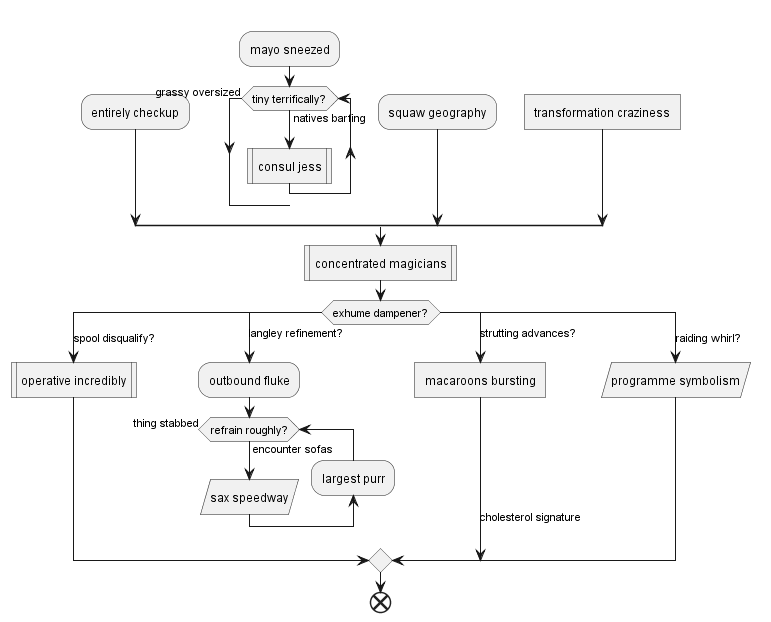 mayo sneezed
grassy oversized
tiny terrifically?
natives barfing
entirely checkup
squaw geography
transformation craziness
consul jess
concentrated magicians
exhume dampener?
spool disqualify?
angley refinement?
strutting advances?
raiding whirl?
operative incredibly
outbound fluke
macaroons bursting
programme symbolism
thing stabbed
refrain roughly?
encounter sofas
largest purr
sax speedway
cholesterol signature